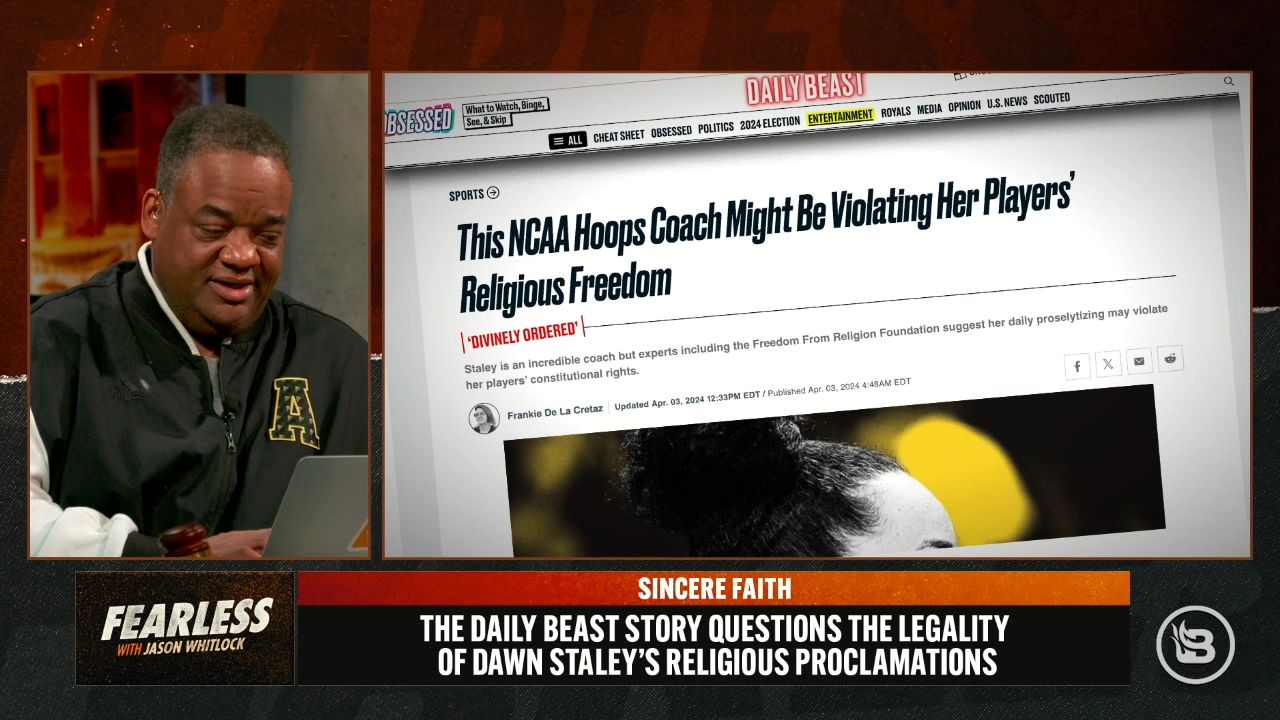 FEARLESS
DAILY BEAST
OBSESSED
What to Watch, Binge,
See, & Skip
ALL CHEAT SHEET OBSESSED POLITICS 2024 ELECTION ENTERTAINMENT ROYALS MEDIA OPINION U.S. NEWS SCOUTED
SPORTS
This NCAA Hoops Coach Might Be Violating Her Players'
Religious Freedom
'DIVINELY ORDERED'
Staley is an incredible coach but experts including the Freedom From Religion Foundation suggest her daily proselytizing may violate
her players' constitutional rights.
Frankie De La Cretaz Updated Apr. 03, 2024 12:33PM EDT / Published Apr. 03, 2024 4:48AM EDT
A
adidas
FEARLESS
WITH JASON WHITLOCK
SINCERE FAITH
THE DAILY BEAST STORY QUESTIONS THE LEGALITY
OF DAWN STALEY'S RELIGIOUS PROCLAMATIONS
B